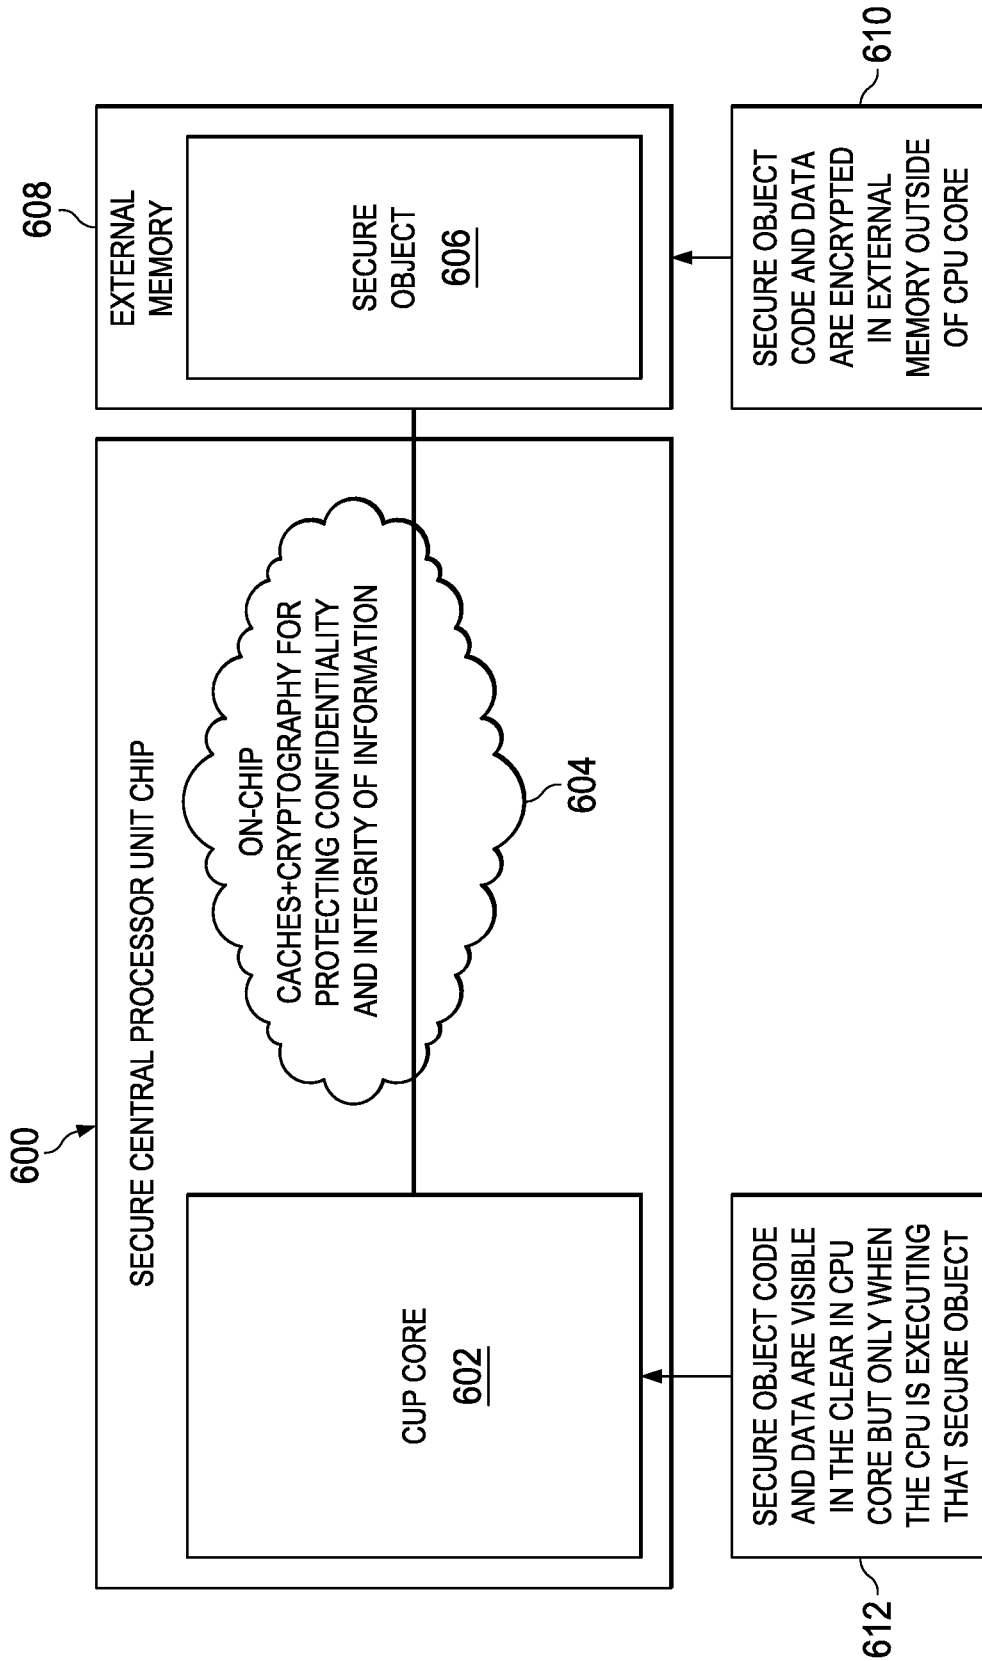 600
SECURE CENTRAL PROCESSOR UNIT CHIP
CUP CORE
602
ON-CHIP
CACHES+CRYPTOGRAPHY FOR
PROTECTING CONFIDENTIALITY
AND INTEGRITY OF INFORMATION
604
608
EXTERNAL
MEMORY
SECURE
OBJECT
606
612
SECURE OBJECT CODE
AND DATA ARE VISIBLE
IN THE CLEAR IN CPU
CORE BUT ONLY WHEN
THE CPU IS EXECUTING
THAT SECURE OBJECT
SECURE OBJECT
CODE AND DATA
ARE ENCRYPTED
IN EXTERNAL
MEMORY OUTSIDE
OF CPU CORE
610